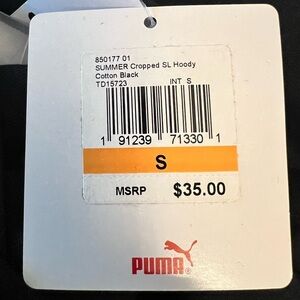 850177 01
SUMMER Cropped SL Hoody
Cotton Black
TD15723 INT S
1 91239 71330 1
S
MSRP $35.00
PUMA®